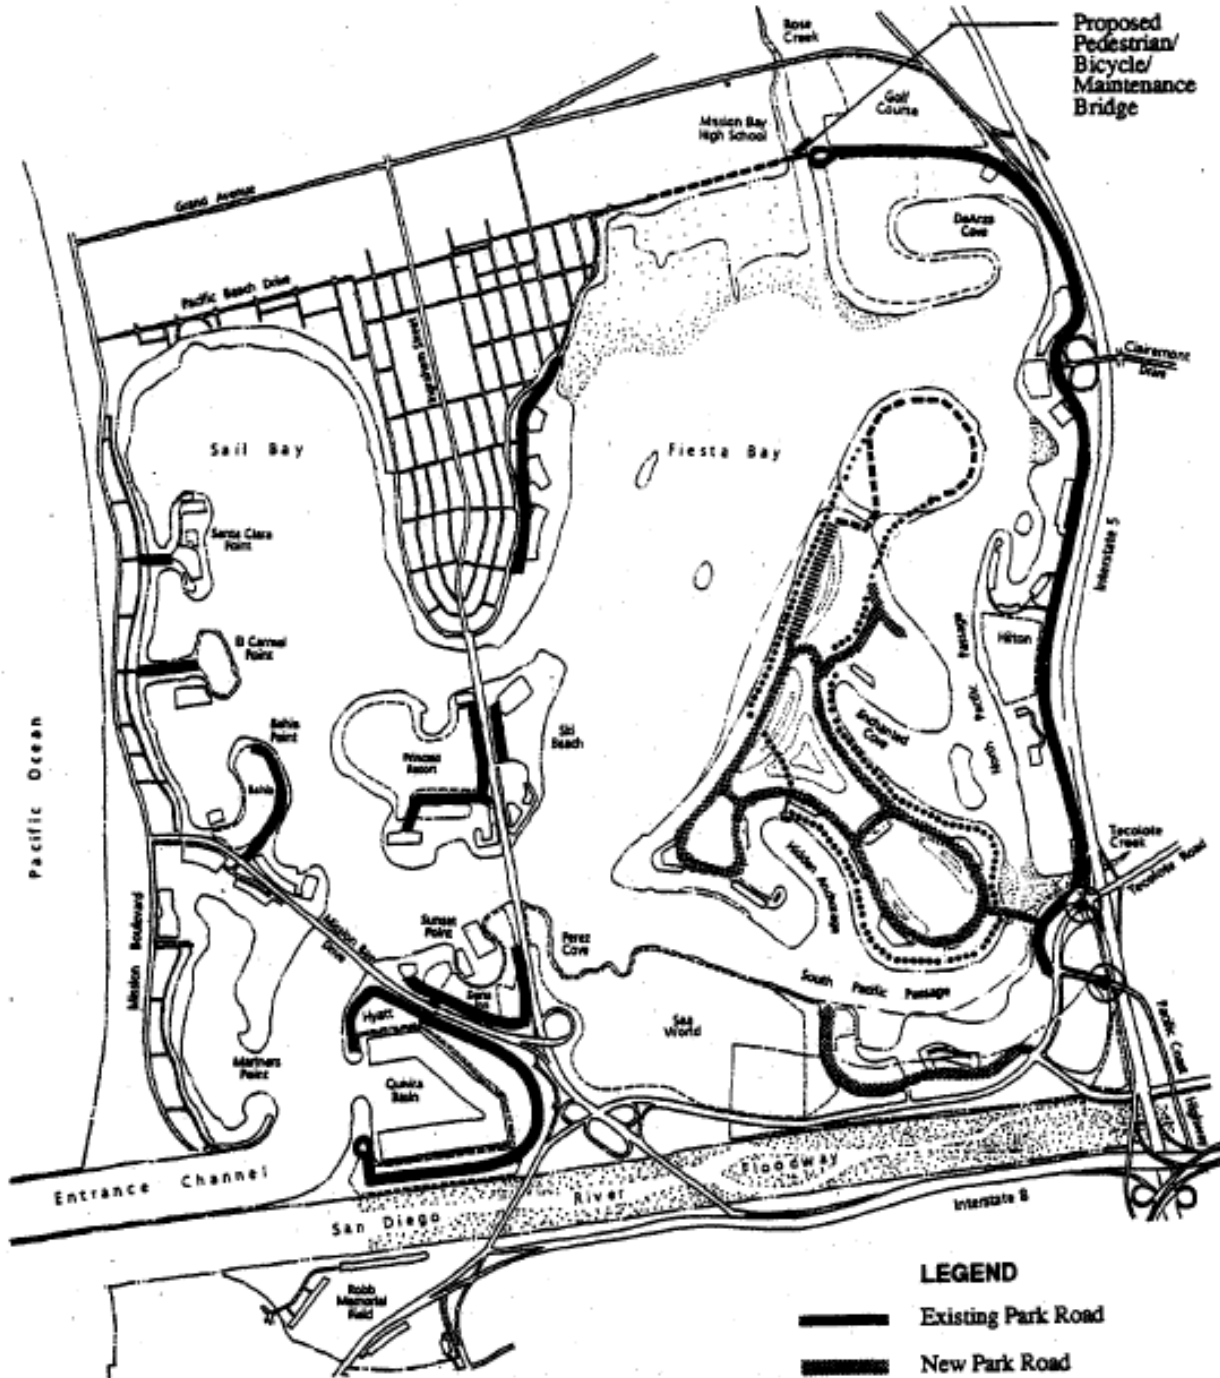 Proposed
Pedestrian/
Bicycle/
Maintenance
Bridge
Rose
Creek
Golf
Course
Mission Bay
High School
Grand Avenue
DeAnza
Cove
Pacific Beach Drive
Ingraham Street
Clairemont
Drive
Sail Bay
Fiesta Bay
Santa Clara
Point
Interstate 5
El Carmel
Point
Hilton
North Pacific Passage
Bahia
Point
Ski
Beach
Enchanted
Cove
Pacific Ocean
Princess
Resort
Bahia
Tecolote
Creek
Tecolote Road
Hidden Anchorage
Mission Boulevard
Mission Bay
Drive
Sunset
Point
Perez
Cove
South Pacific Passage
Dana
Inn
Hyatt
Sea
World
Pacific Coast Highway
Mariners
Point
Quivira
Basin
Entrance Channel
San Diego River Floodway
Interstate 8
Robb
Memorial
Field
LEGEND
Existing Park Road
New Park Road